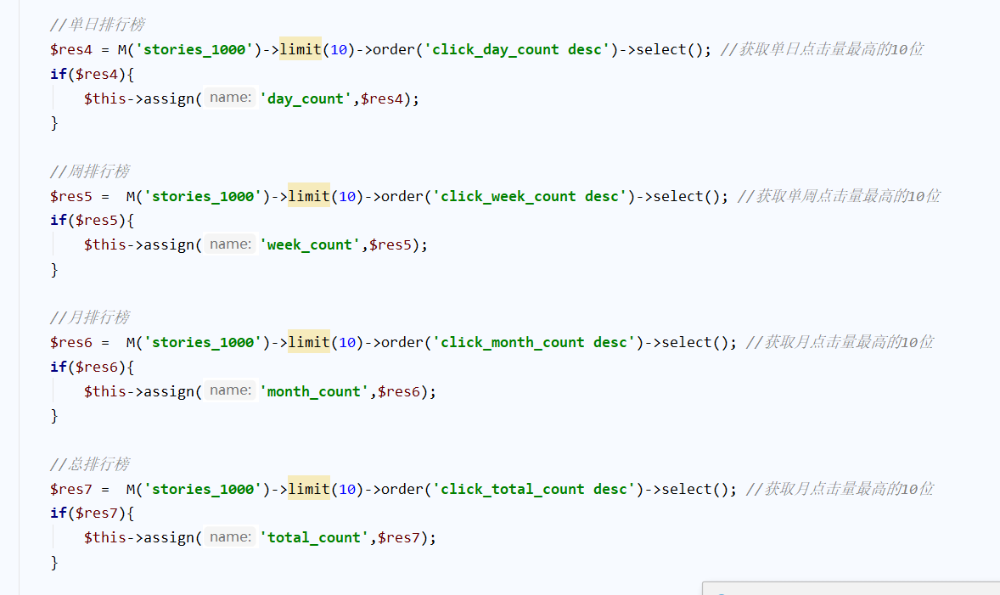 //单日排行榜
$res4 = M('stories_1000')->limit(10)->order('click_day_count desc')->select(); //获取单日点击量最高的10位
if($res4){
$this->assign( name: 'day_count',$res4);
}
//周排行榜
$res5 =  M('stories_1000')->limit(10)->order('click_week_count desc')->select(); //获取单周点击量最高的10位
if($res5){
$this->assign( name: 'week_count',$res5);
}
//月排行榜
$res6 =  M('stories_1000')->limit(10)->order('click_month_count desc')->select(); //获取月点击量最高的10位
if($res6){
$this->assign( name: 'month_count',$res6);
}
//总排行榜
$res7 =  M('stories_1000')->limit(10)->order('click_total_count desc')->select(); //获取月点击量最高的10位
if($res7){
$this->assign( name: 'total_count',$res7);
}